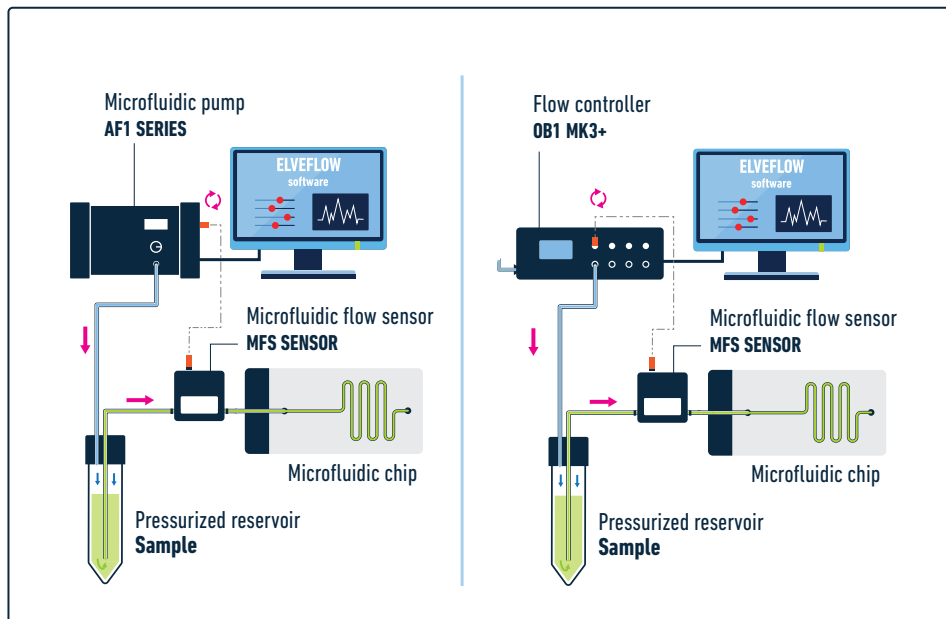 Microfluidic pump
AF1 SERIES
ELVEFLOW
software
Microfluidic flow sensor
MFS SENSOR
Microfluidic chip
Pressurized reservoir
Sample
Flow controller
OB1 MK3+
ELVEFLOW
software
Microfluidic flow sensor
MFS SENSOR
Microfluidic chip
Pressurized reservoir
Sample